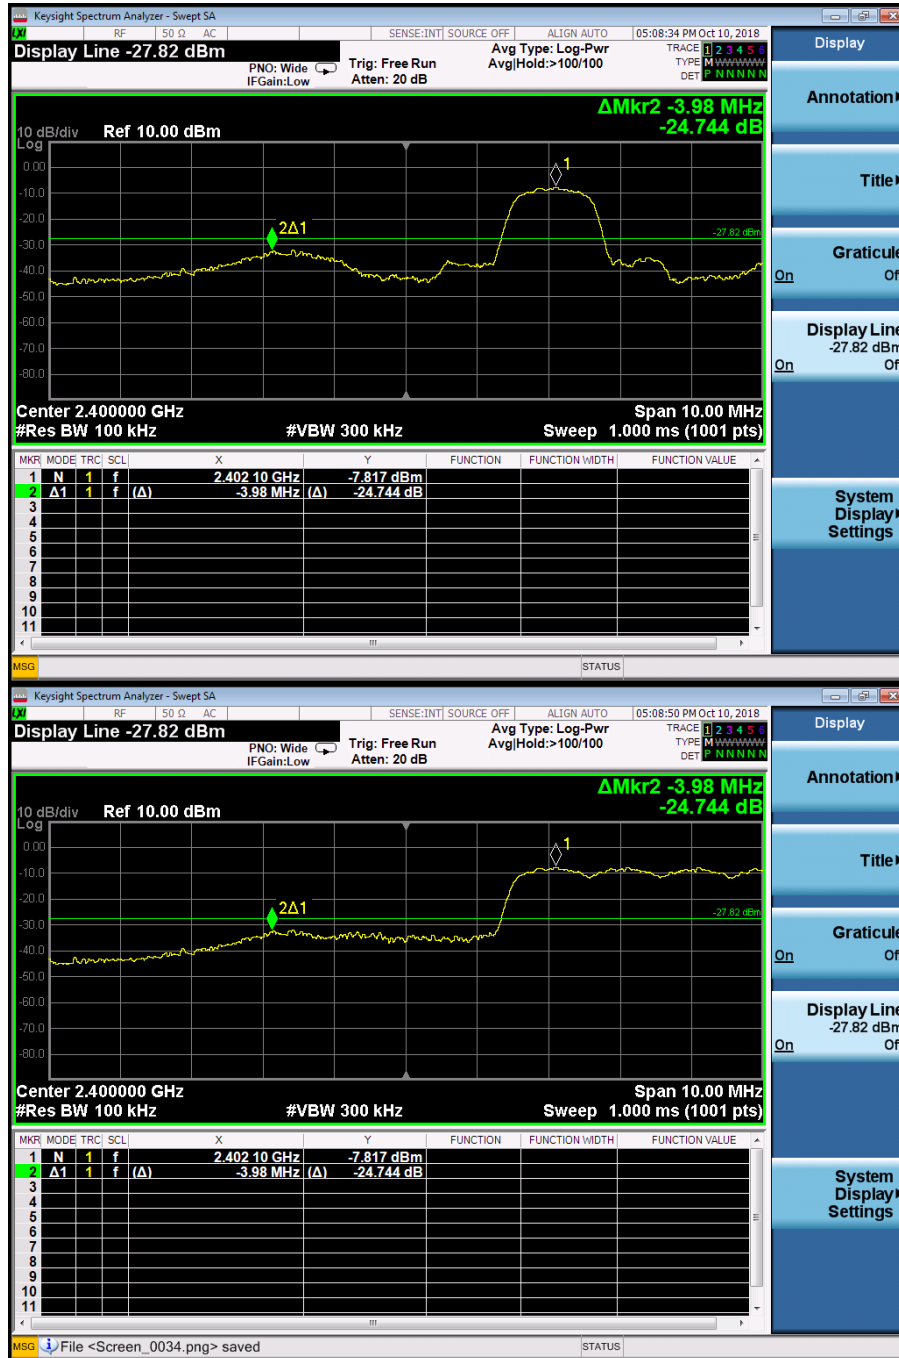 Keysight Spectrum Analyzer - Swept SA
LXI RF 50 Ω AC SENSE:INT SOURCE OFF ALIGN AUTO 05:08:34 PM Oct 10, 2018
Display Line -27.82 dBm
PNO: Wide
IFGain:Low
Trig: Free Run
Atten: 20 dB
Avg Type: Log-Pwr
Avg|Hold:>100/100
TRACE 1 2 3 4 5 6
TYPE M WWWWW
DET P N N N N N
ΔMkr2 -3.98 MHz
-24.744 dB
10 dB/div Ref 10.00 dBm
Log
0.00
-10.0
-20.0
-30.0
-40.0
-50.0
-60.0
-70.0
-80.0
1
2Δ1
-27.82 dBm
Center 2.400000 GHz Span 10.00 MHz
#Res BW 100 kHz #VBW 300 kHz Sweep 1.000 ms (1001 pts)
MKR MODE TRC SCL X Y FUNCTION FUNCTION WIDTH FUNCTION VALUE
1 N 1 f 2.402 10 GHz -7.817 dBm
2 Δ1 1 f (Δ) -3.98 MHz (Δ) -24.744 dB
3
4
5
6
7
8
9
10
11
MSG STATUS
Display
Annotation
Title
Graticule
On Off
Display Line
-27.82 dBm
On Off
System
Display
Settings
Keysight Spectrum Analyzer - Swept SA
LXI RF 50 Ω AC SENSE:INT SOURCE OFF ALIGN AUTO 05:08:50 PM Oct 10, 2018
Display Line -27.82 dBm
PNO: Wide
IFGain:Low
Trig: Free Run
Atten: 20 dB
Avg Type: Log-Pwr
Avg|Hold:>100/100
TRACE 1 2 3 4 5 6
TYPE M WWWWW
DET P N N N N N
ΔMkr2 -3.98 MHz
-24.744 dB
10 dB/div Ref 10.00 dBm
Log
0.00
-10.0
-20.0
-30.0
-40.0
-50.0
-60.0
-70.0
-80.0
1
2Δ1
-27.82 dBm
Center 2.400000 GHz Span 10.00 MHz
#Res BW 100 kHz #VBW 300 kHz Sweep 1.000 ms (1001 pts)
MKR MODE TRC SCL X Y FUNCTION FUNCTION WIDTH FUNCTION VALUE
1 N 1 f 2.402 10 GHz -7.817 dBm
2 Δ1 1 f (Δ) -3.98 MHz (Δ) -24.744 dB
3
4
5
6
7
8
9
10
11
MSG File <Screen_0034.png> saved STATUS
Display
Annotation
Title
Graticule
On Off
Display Line
-27.82 dBm
On Off
System
Display
Settings